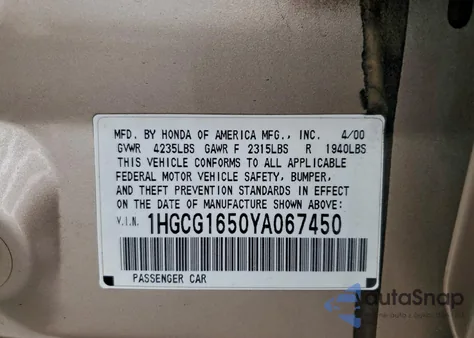 MFD. BY HONDA OF AMERICA MFG., INC. 4/00
GVWR 4235LBS GAWR F 2315LBS R 1940LBS
THIS VEHICLE CONFORMS TO ALL APPLICABLE
FEDERAL MOTOR VEHICLE SAFETY, BUMPER,
AND THEFT PREVENTION STANDARDS IN EFFECT
ON THE DATE OF MANUFACTURE SHOWN ABOVE:
V.I.N. 1HGCG1650YA067450
PASSENGER CAR
AutaSnap